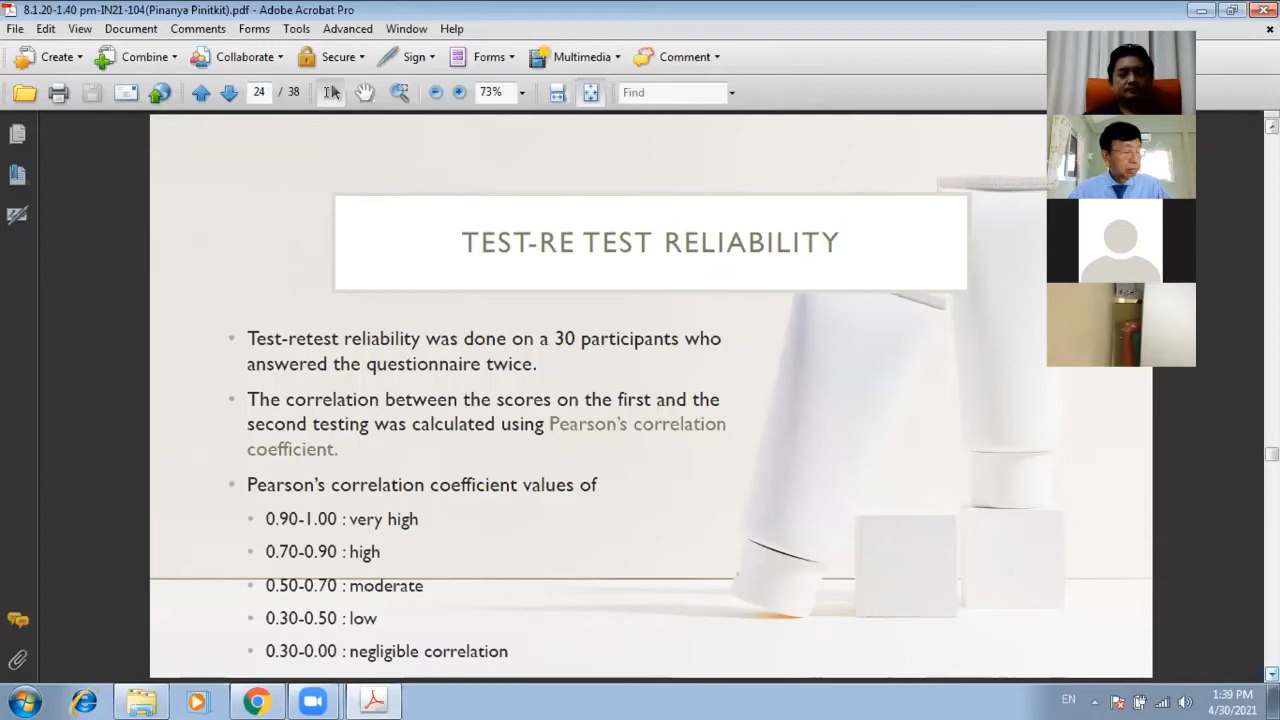 8.1.20-1.40 pm-IN21-104(Pinanya Pinitkit).pdf - Adobe Acrobat Pro
File Edit View Document Comments Forms Tools Advanced Window Help
Create Combine Collaborate Secure Sign Forms Multimedia Comment
24 / 38 73% Find
TEST-RE TEST RELIABILITY
• Test-retest reliability was done on a 30 participants who
answered the questionnaire twice.
• The correlation between the scores on the first and the
second testing was calculated using Pearson's correlation
coefficient.
• Pearson's correlation coefficient values of
• 0.90-1.00 : very high
• 0.70-0.90 : high
• 0.50-0.70 : moderate
• 0.30-0.50 : low
• 0.30-0.00 : negligible correlation
EN
1:39 PM
4/30/2021